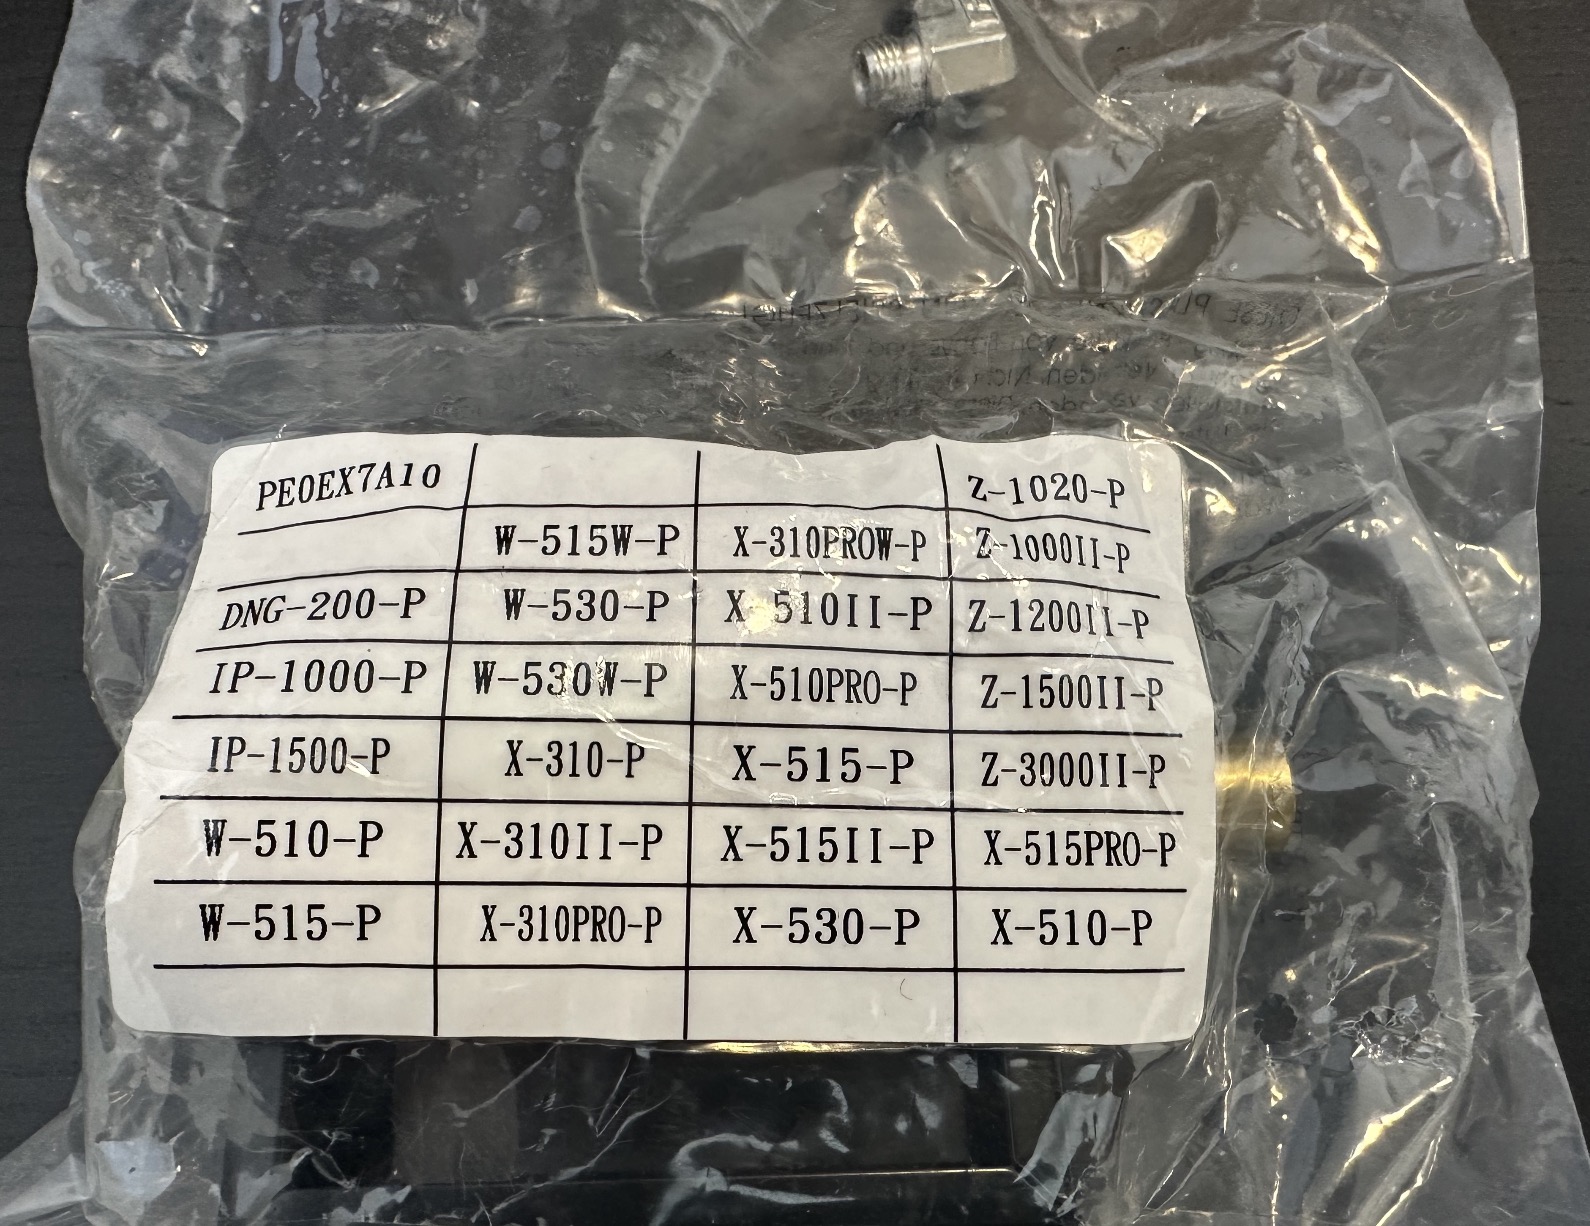 PE0EX7A10 Z-1020-P
W-515W-P X-310PROW-P Z-1000II-P
DNG-200-P W-530-P X-510II-P Z-1200II-P
IP-1000-P W-530W-P X-510PRO-P Z-1500II-P
IP-1500-P X-310-P X-515-P Z-3000II-P
W-510-P X-310II-P X-515II-P X-515PRO-P
W-515-P X-310PRO-P X-530-P X-510-P